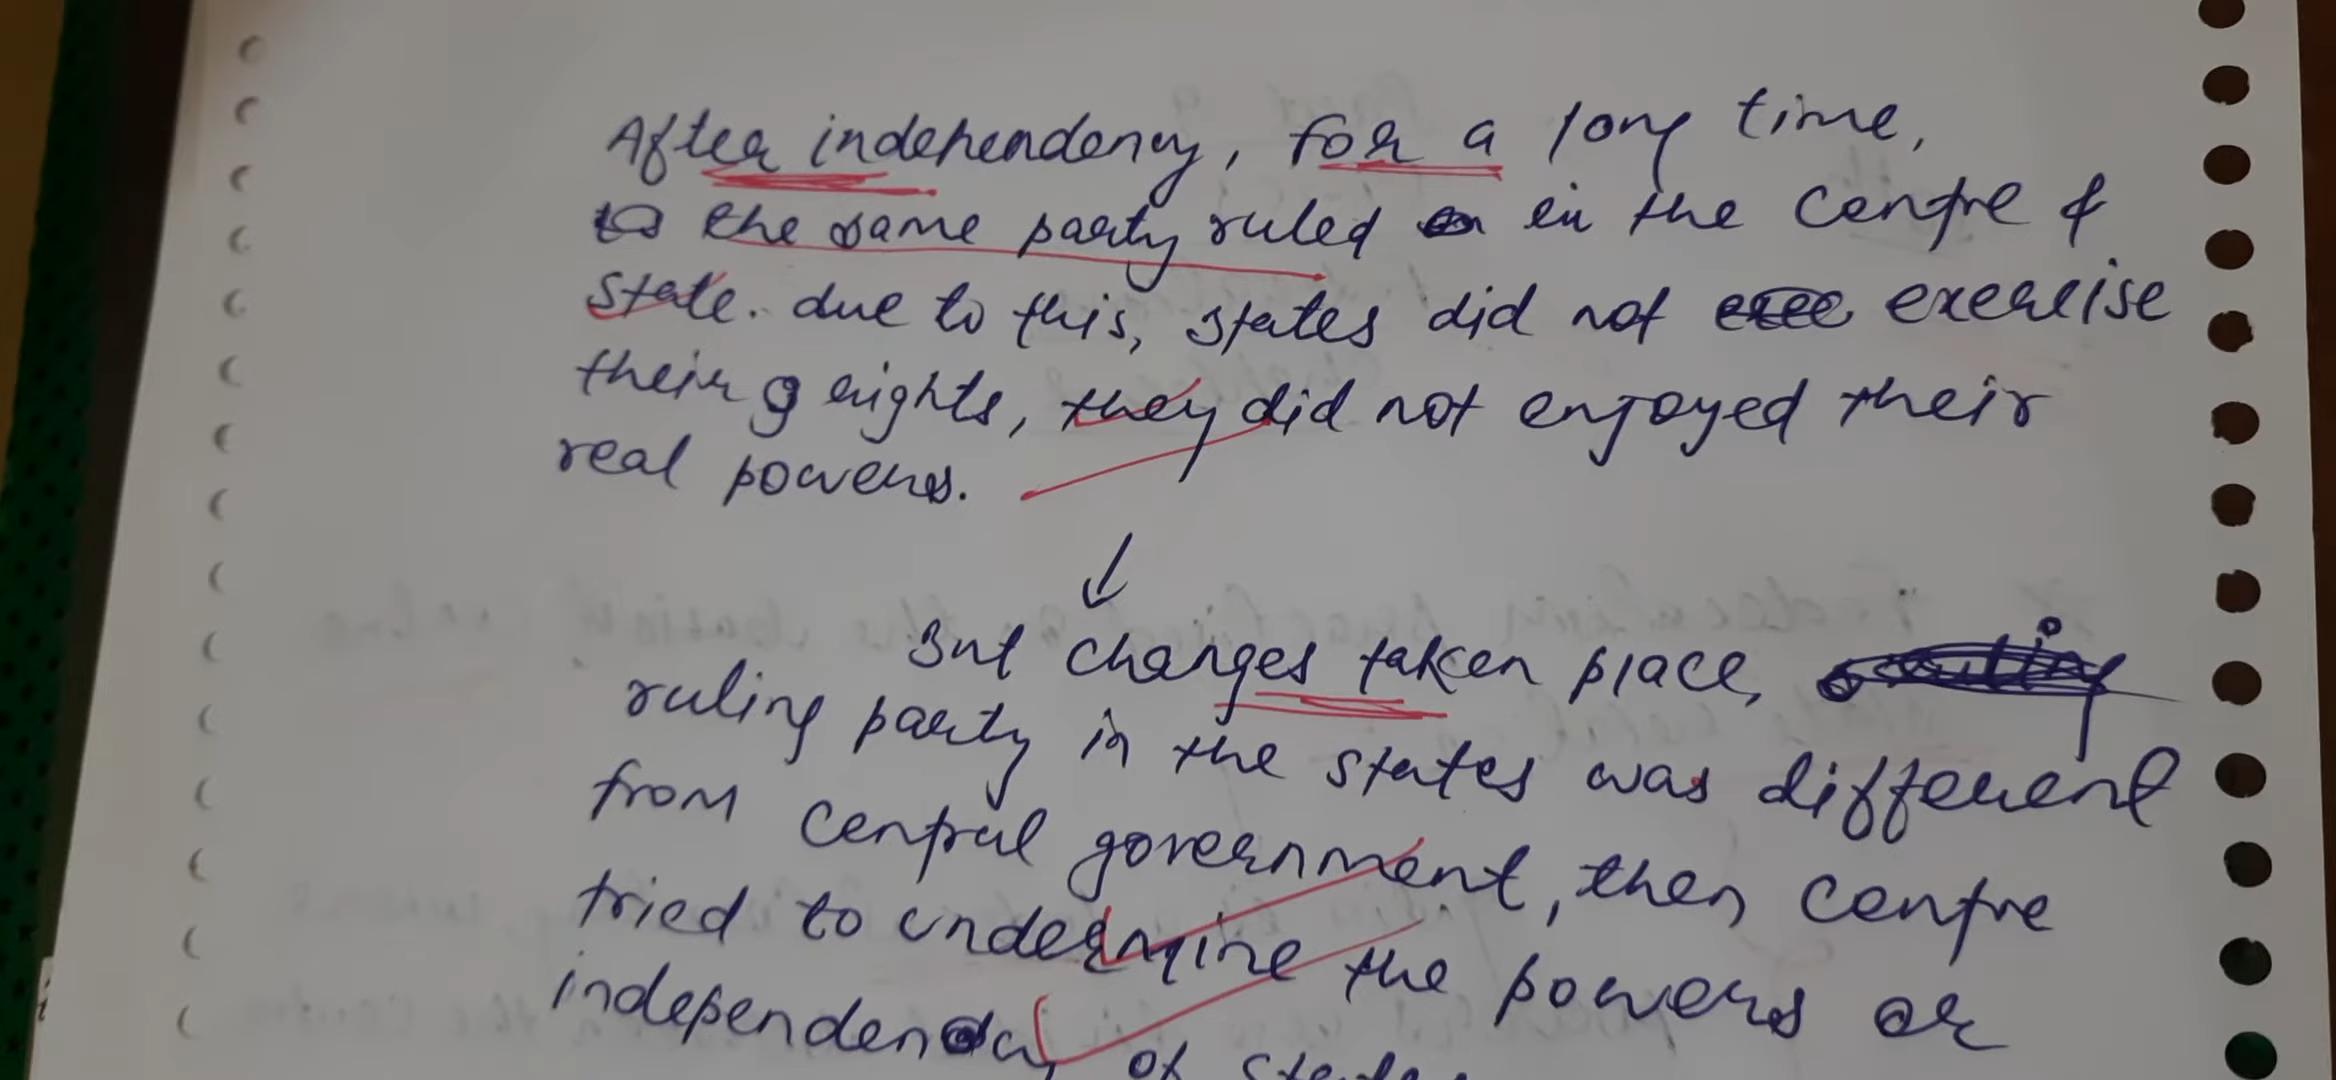 After independency, for a long time,
the same party ruled in the Centre &
State. due to this, states did not exercise
their rights, they did not enjoyed their
real powers.
↓
But changes taken place,
ruling party in the states was different
from central government, then centre
tried to undermine the powers or
independency of states